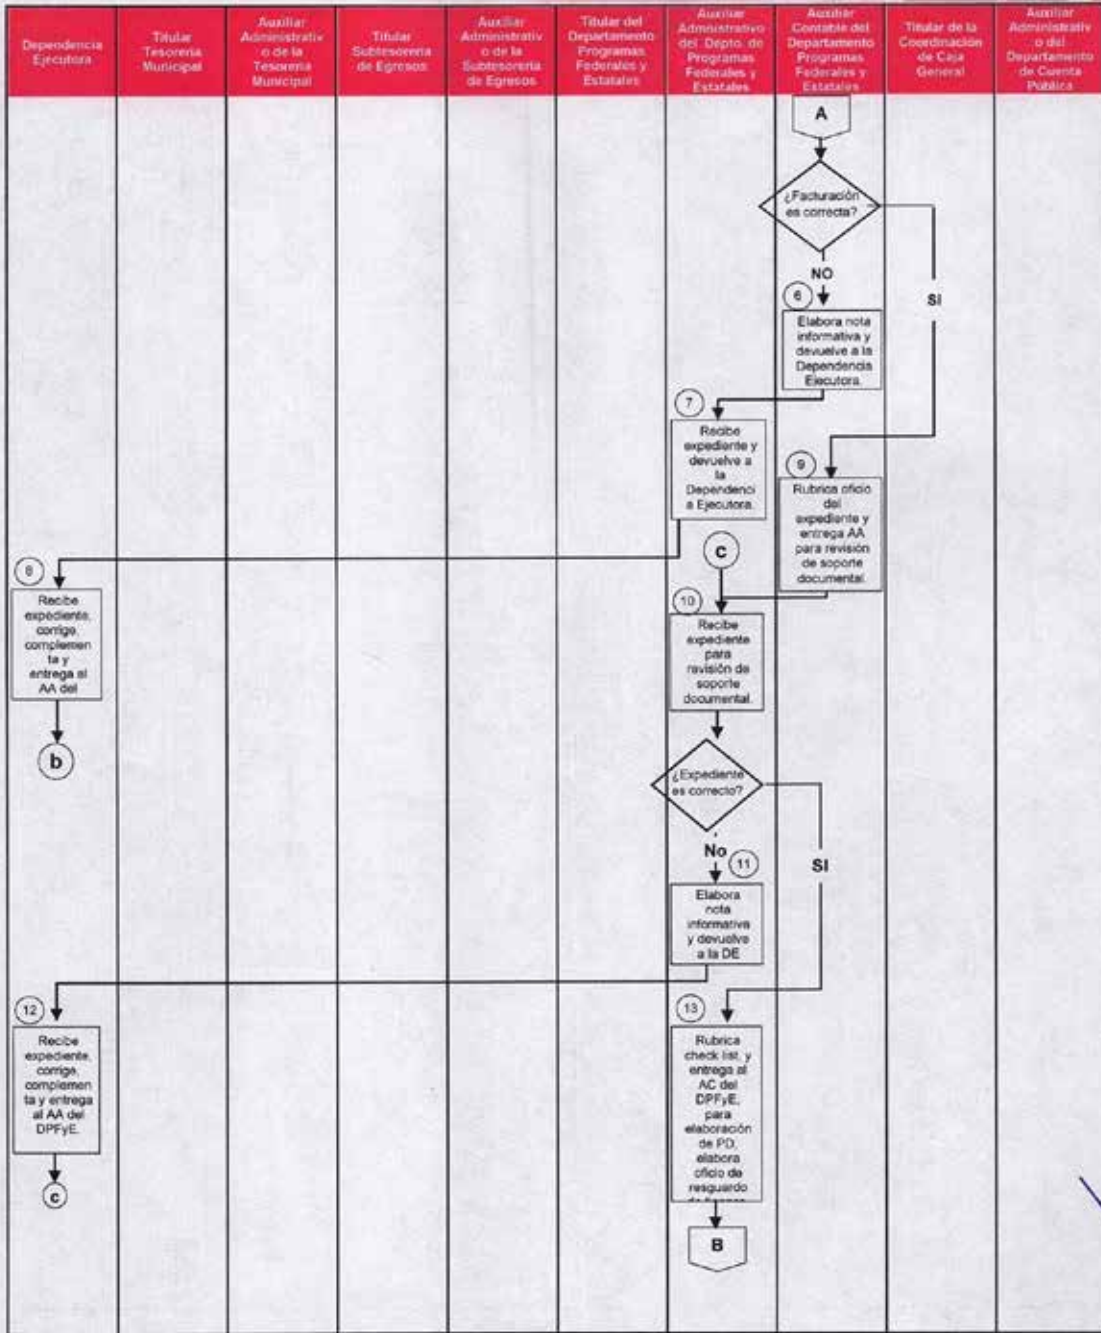 Dependencia
Ejecutora
Titular
Tesorería
Municipal
Auxiliar
Administrativ
o de la
Tesorería
Municipal
Titular
Subtesorería
de Egresos
Auxiliar
Administrativ
o de la
Subtesorería
de Egresos
Titular del
Departamento
Programas
Federales y
Estatales
Auxiliar
Administrativo
del Depto. de
Programas
Federales y
Estatales
Auxiliar
Contable del
Departamento
Programas
Federales y
Estatales
Titular de la
Coordinación
de Caja
General
Auxiliar
Administrativ
o del
Departamento
de Cuenta
Pública
A
¿Facturación
es correcta?
NO
SI
6
Elabora nota
informativa y
devuelve a la
Dependencia
Ejecutora.
7
Recibe
expediente y
devuelve a
la
Dependenci
a Ejecutora.
9
Rubrica oficio
del
expediente y
entrega AA
para revisión
de soporte
documental.
c
8
Recibe
expediente,
corrige,
complemen
ta y
entrega al
AA del
b
10
Recibe
expediente
para
revisión de
soporte
documental.
¿Expediente
es correcto?
No
SI
11
Elabora
nota
informativa
y devuelve
a la DE
12
Recibe
expediente,
corrige,
complemen
ta y entrega
al AA del
DPFyE.
c
13
Rubrica
check list, y
entrega al
AC del
DPFyE,
para
elaboración
de PD,
elabora
oficio de
resguardo
B